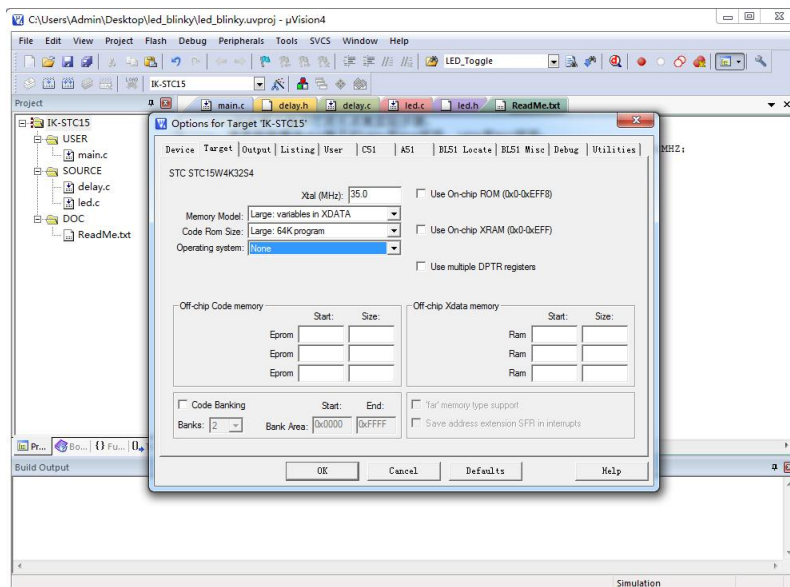 C:\Users\Admin\Desktop\led_blinky\led_blinky.uvproj - µVision4
File Edit View Project Flash Debug Peripherals Tools SVCS Window Help
LED_Toggle
IK-STC15
Project
main.c delay.h delay.c led.c led.h ReadMe.txt
IK-STC15
USER
main.c
SOURCE
delay.c
led.c
DOC
ReadMe.txt
MHZ;
Options for Target 'IK-STC15'
Device Target Output Listing User C51 A51 BL51 Locate BL51 Misc Debug Utilities
STC STC15W4K32S4
Xtal (MHz): 35.0
Use On-chip ROM (0x0-0xEFF8)
Memory Model: Large: variables in XDATA
Code Rom Size: Large: 64K program
Use On-chip XRAM (0x0-0xEFF)
Operating system: None
Use multiple DPTR registers
Off-chip Code memory
Start: Size:
Eprom
Eprom
Eprom
Off-chip Xdata memory
Start: Size:
Ram
Ram
Ram
Code Banking Start: End:
Banks: 2 Bank Area: 0x0000 0xFFFF
'far' memory type support
Save address extension SFR in interrupts
OK Cancel Defaults Help
Pr... Bo... {} Fu... 0
Build Output
Simulation